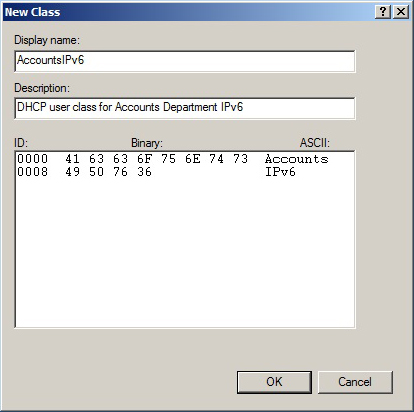 New Class
Display name:
AccountsIPv6
Description:
DHCP user class for Accounts Department IPv6
ID: Binary: ASCII:
0000 41 63 63 6F 75 6E 74 73 Accounts
0008 49 50 76 36 IPv6
OK Cancel